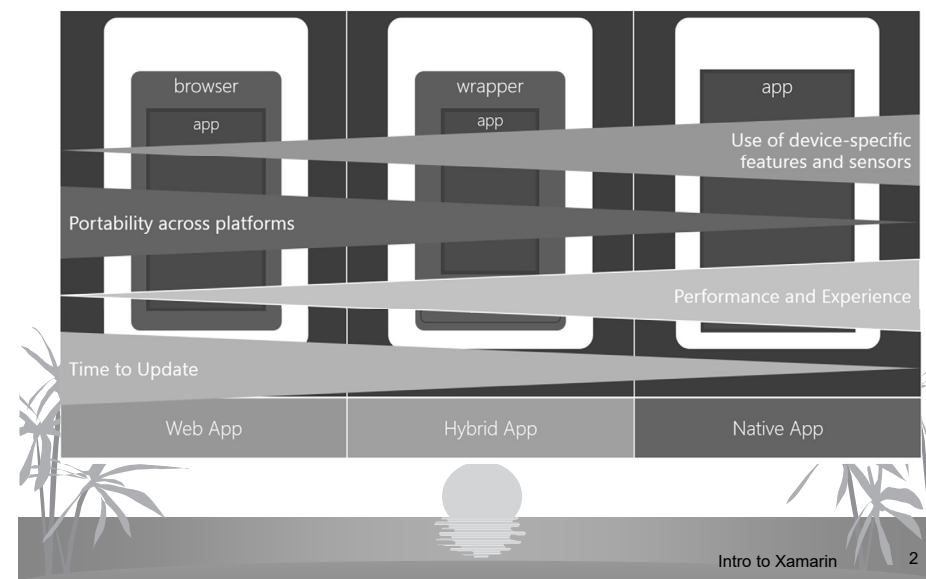 browser
app
wrapper
app
app
Use of device-specific
features and sensors
Portability across platforms
Performance and Experience
Time to Update
Web App
Hybrid App
Native App
Intro to Xamarin
2